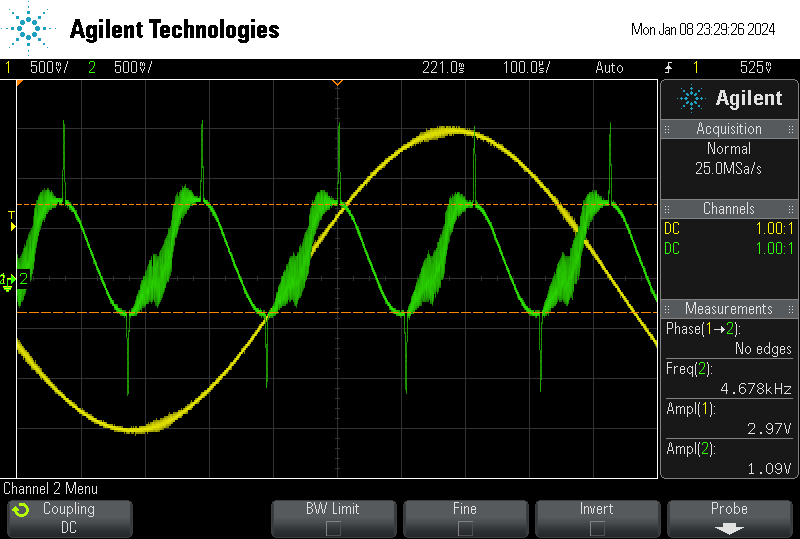 Agilent Technologies
Mon Jan 08 23:29:26 2024
1 500mV/ 2 500mV/ 221.0us 100.0us/ Auto 1 525mV
Agilent
Acquisition
Normal
25.0MSa/s
Channels
DC 1.00:1
DC 1.00:1
Measurements
Phase(1→2):
No edges
Freq(2):
4.678kHz
Ampl(1):
2.97V
Ampl(2):
1.09V
T
2
Channel 2 Menu
Coupling
DC
BW Limit
Fine
Invert
Probe